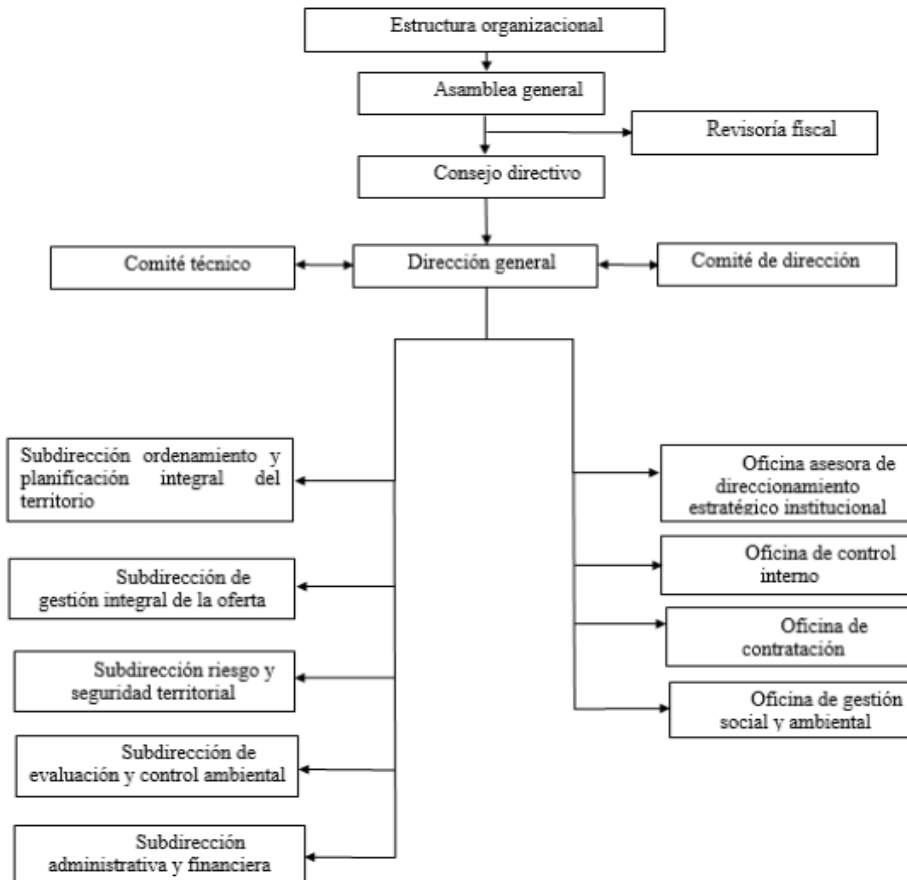 Estructura organizacional
Asamblea general
Revisoría fiscal
Consejo directivo
Comité técnico
Dirección general
Comité de dirección
Subdirección ordenamiento y
planificación integral del
territorio
Oficina asesora de
direccionamiento
estratégico institucional
Subdirección de
gestión integral de la oferta
Oficina de control
interno
Subdirección riesgo y
seguridad territorial
Oficina de
contratación
Subdirección de
evaluación y control ambiental
Oficina de gestión
social y ambiental
Subdirección
administrativa y financiera